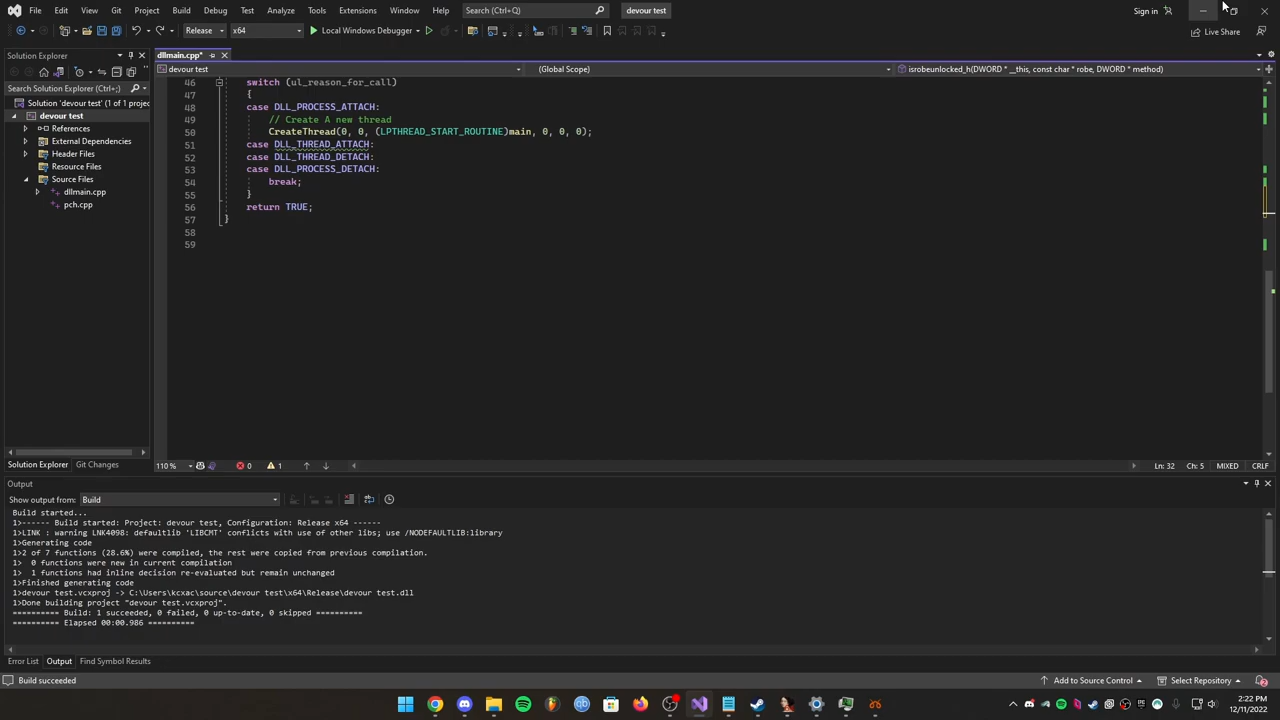 File Edit View Git Project Build Debug Test Analyze Tools Extensions Window Help Search (Ctrl+Q) devour test Sign in
Release x64 Local Windows Debugger Live Share
Solution Explorer
Search Solution Explorer (Ctrl+;)
Solution 'devour test' (1 of 1 projec
devour test
References
External Dependencies
Header Files
Resource Files
Source Files
dllmain.cpp
pch.cpp
Solution Explorer Git Changes
dllmain.cpp*
devour test (Global Scope) isrobeunlocked_h(DWORD * __this, const char * robe, DWORD * method)
46 switch (ul_reason_for_call)
47 {
48 case DLL_PROCESS_ATTACH:
49 // Create A new thread
50 CreateThread(0, 0, (LPTHREAD_START_ROUTINE)main, 0, 0, 0);
51 case DLL_THREAD_ATTACH:
52 case DLL_THREAD_DETACH:
53 case DLL_PROCESS_DETACH:
54 break;
55 }
56 return TRUE;
57 }
58
59
110 % 0 1 Ln: 32 Ch: 5 MIXED CRLF
Output
Show output from: Build
Build started...
1>------ Build started: Project: devour test, Configuration: Release x64 ------
1>LINK : warning LNK4098: defaultlib 'LIBCMT' conflicts with use of other libs; use /NODEFAULTLIB:library
1>Generating code
1>2 of 7 functions (28.6%) were compiled, the rest were copied from previous compilation.
1>  0 functions were new in current compilation
1>  1 functions had inline decision re-evaluated but remain unchanged
1>Finished generating code
1>devour test.vcxproj -> C:\Users\kcxac\source\devour test\x64\Release\devour test.dll
1>Done building project "devour test.vcxproj".
========== Build: 1 succeeded, 0 failed, 0 up-to-date, 0 skipped ==========
========== Elapsed 00:00.986 ==========
Error List Output Find Symbol Results
Build succeeded Add to Source Control Select Repository 2
2:22 PM
12/11/2022